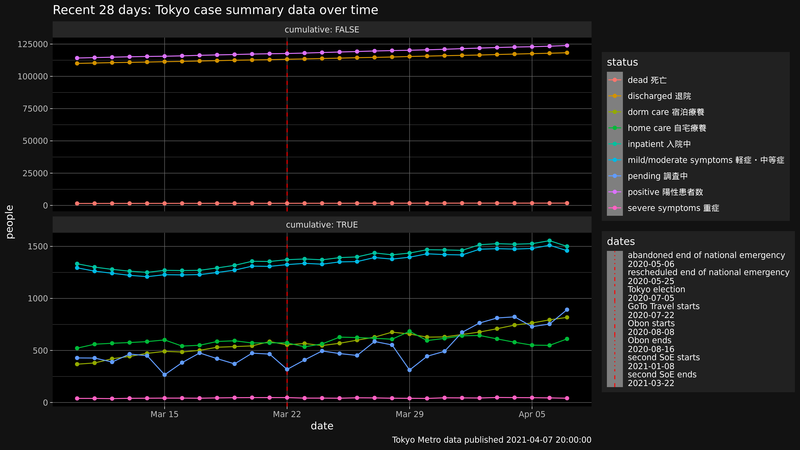 Recent 28 days: Tokyo case summary data over time
cumulative: FALSE
125000
100000
75000
50000
25000
0
cumulative: TRUE
1500
1000
500
0
people
Mar 15
Mar 22
Mar 29
Apr 05
date
Tokyo Metro data published 2021-04-07 20:00:00
status
dead 死亡
discharged 退院
dorm care 宿泊療養
home care 自宅療養
inpatient 入院中
mild/moderate symptoms 軽症・中等症
pending 調査中
positive 陽性患者数
severe symptoms 重症
dates
abandoned end of national emergency
2020-05-06
rescheduled end of national emergency
2020-05-25
Tokyo election
2020-07-05
GoTo Travel starts
2020-07-22
Obon starts
2020-08-08
Obon ends
2020-08-16
second SoE starts
2021-01-08
second SoE ends
2021-03-22